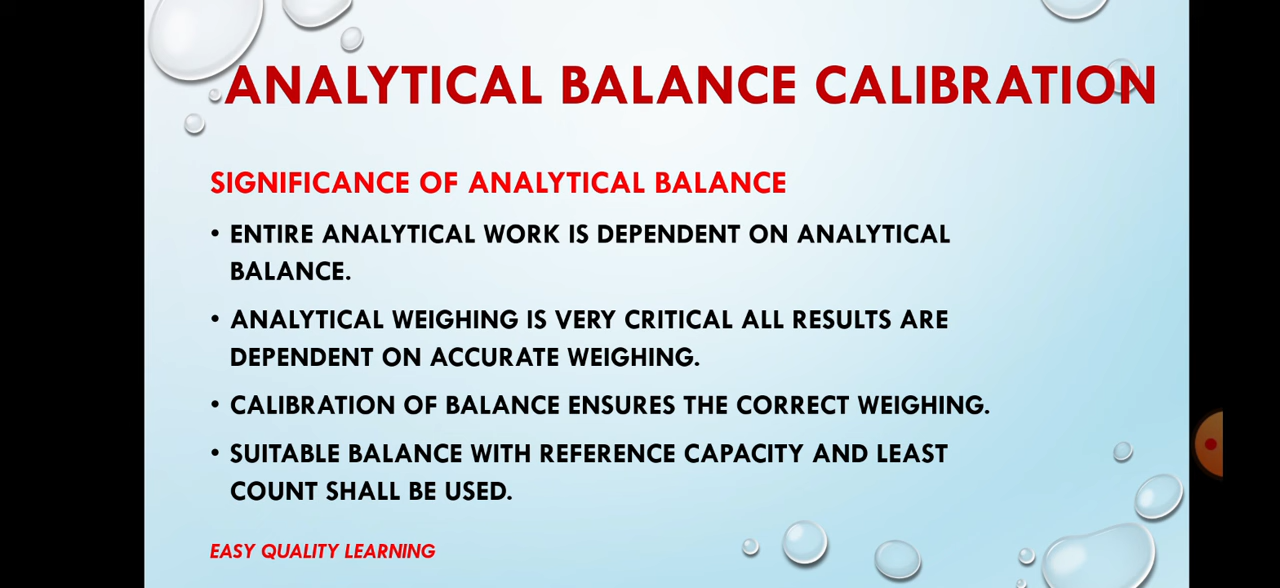 ANALYTICAL BALANCE CALIBRATION
SIGNIFICANCE OF ANALYTICAL BALANCE
• ENTIRE ANALYTICAL WORK IS DEPENDENT ON ANALYTICAL
BALANCE.
• ANALYTICAL WEIGHING IS VERY CRITICAL ALL RESULTS ARE
DEPENDENT ON ACCURATE WEIGHING.
• CALIBRATION OF BALANCE ENSURES THE CORRECT WEIGHING.
• SUITABLE BALANCE WITH REFERENCE CAPACITY AND LEAST
COUNT SHALL BE USED.
EASY QUALITY LEARNING